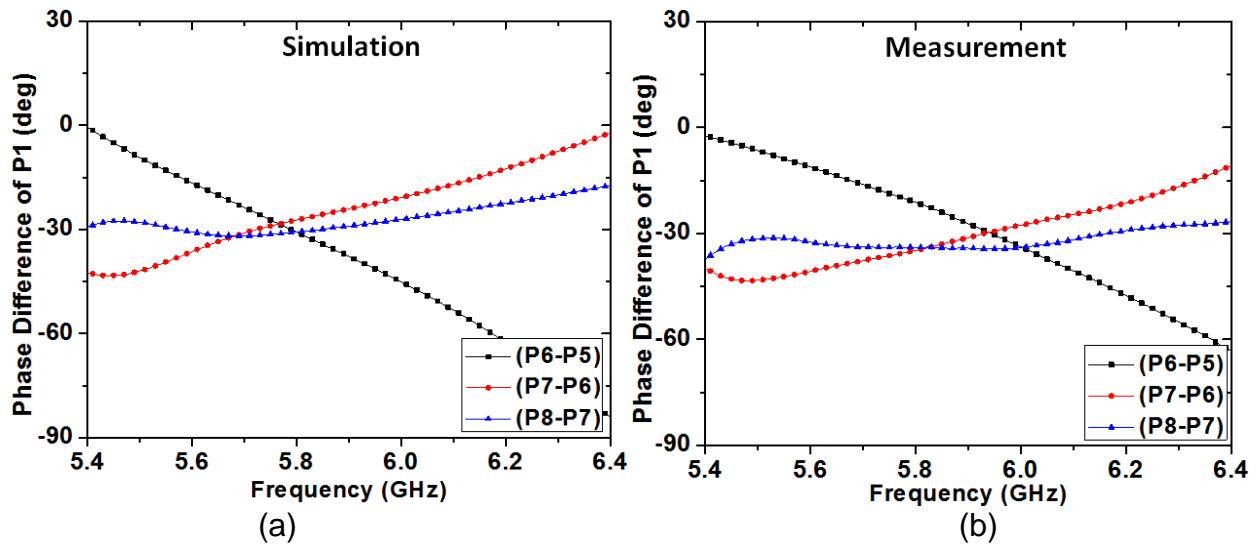 Simulation
Phase Difference of P1 (deg)
30
0
-30
-60
-90
(P6-P5)
(P7-P6)
(P8-P7)
5.4 5.6 5.8 6.0 6.2 6.4
Frequency (GHz)
(a)
Measurement
Phase Difference of P1 (deg)
30
0
-30
-60
-90
(P6-P5)
(P7-P6)
(P8-P7)
5.4 5.6 5.8 6.0 6.2 6.4
Frequency (GHz)
(b)